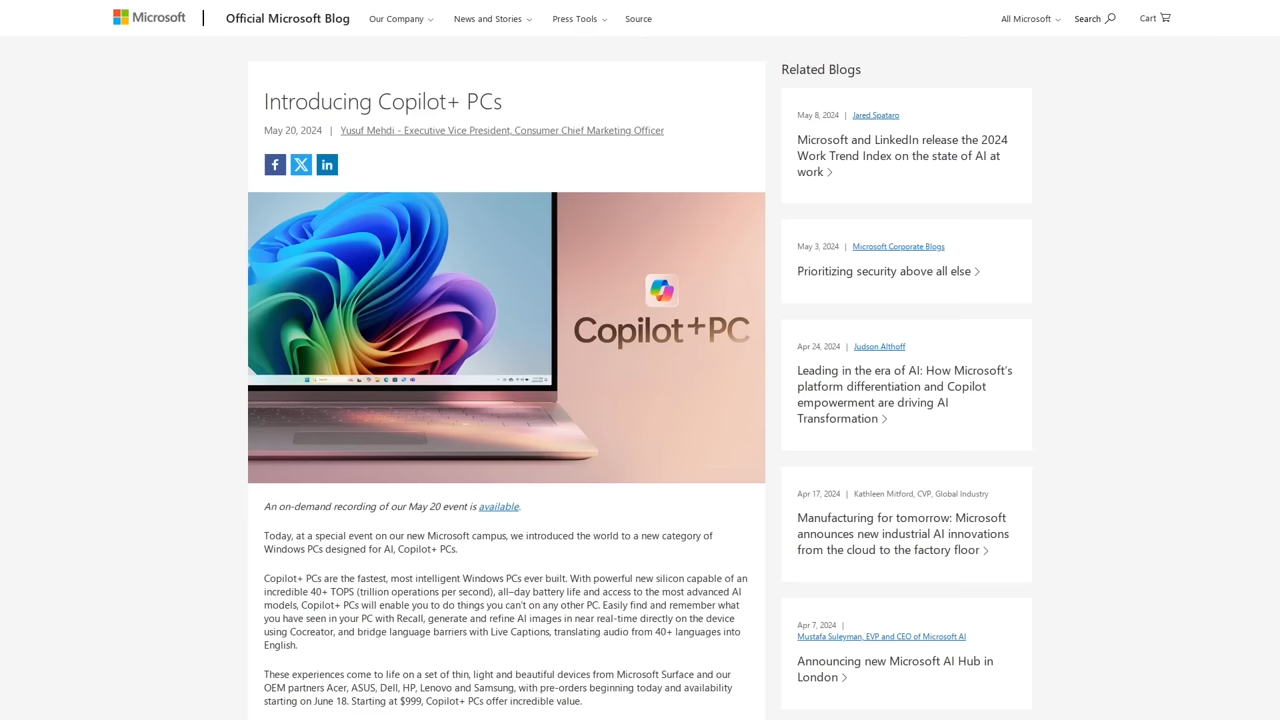 Microsoft
Official Microsoft Blog
Our Company
News and Stories
Press Tools
Source
All Microsoft
Search
Cart
Introducing Copilot+ PCs
May 20, 2024 | Yusuf Mehdi - Executive Vice President, Consumer Chief Marketing Officer
Copilot+PC
An on-demand recording of our May 20 event is available.
Today, at a special event on our new Microsoft campus, we introduced the world to a new category of
Windows PCs designed for AI, Copilot+ PCs.
Copilot+ PCs are the fastest, most intelligent Windows PCs ever built. With powerful new silicon capable of an
incredible 40+ TOPS (trillion operations per second), all–day battery life and access to the most advanced AI
models, Copilot+ PCs will enable you to do things you can't on any other PC. Easily find and remember what
you have seen in your PC with Recall, generate and refine AI images in near real-time directly on the device
using Cocreator, and bridge language barriers with Live Captions, translating audio from 40+ languages into
English.
These experiences come to life on a set of thin, light and beautiful devices from Microsoft Surface and our
OEM partners Acer, ASUS, Dell, HP, Lenovo and Samsung, with pre-orders beginning today and availability
starting on June 18. Starting at $999, Copilot+ PCs offer incredible value.
Related Blogs
May 8, 2024 | Jared Spataro
Microsoft and LinkedIn release the 2024
Work Trend Index on the state of AI at
work
May 3, 2024 | Microsoft Corporate Blogs
Prioritizing security above all else
Apr 24, 2024 | Judson Althoff
Leading in the era of AI: How Microsoft's
platform differentiation and Copilot
empowerment are driving AI
Transformation
Apr 17, 2024 | Kathleen Mitford, CVP, Global Industry
Manufacturing for tomorrow: Microsoft
announces new industrial AI innovations
from the cloud to the factory floor
Apr 7, 2024 |
Mustafa Suleyman, EVP and CEO of Microsoft AI
Announcing new Microsoft AI Hub in
London